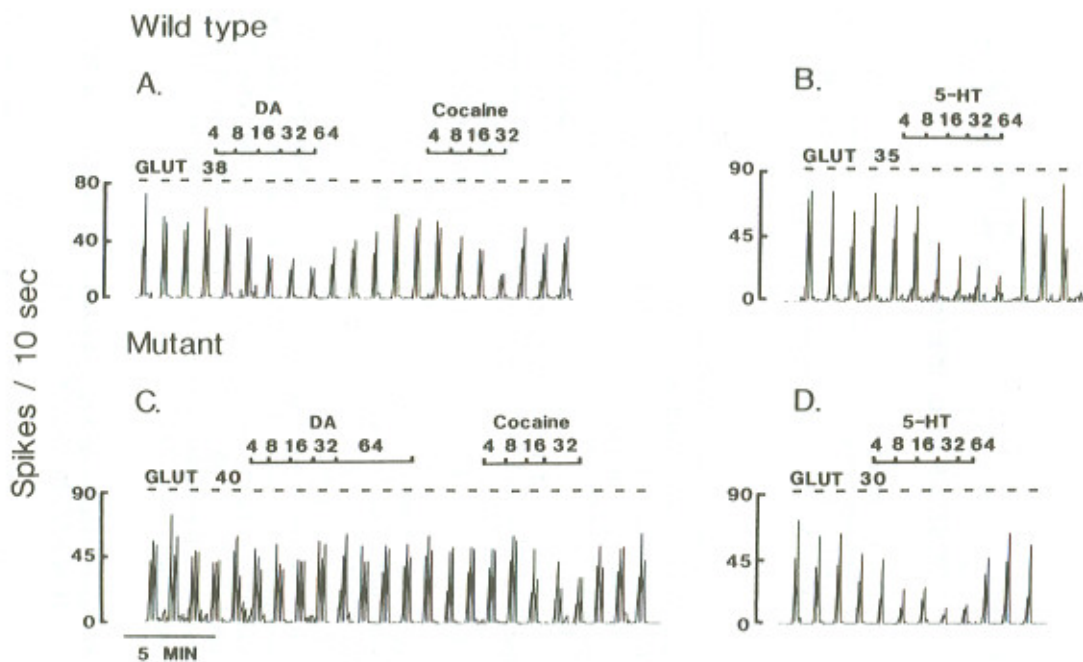 Wild type
A.
DA
4 8 16 32 64
Cocaine
4 8 16 32
GLUT 38
80
40
0
B.
5-HT
4 8 16 32 64
GLUT 35
90
45
0
Spikes / 10 sec
Mutant
C.
DA
4 8 16 32 64
Cocaine
4 8 16 32
GLUT 40
90
45
0
5 MIN
D.
5-HT
4 8 16 32 64
GLUT 30
90
45
0